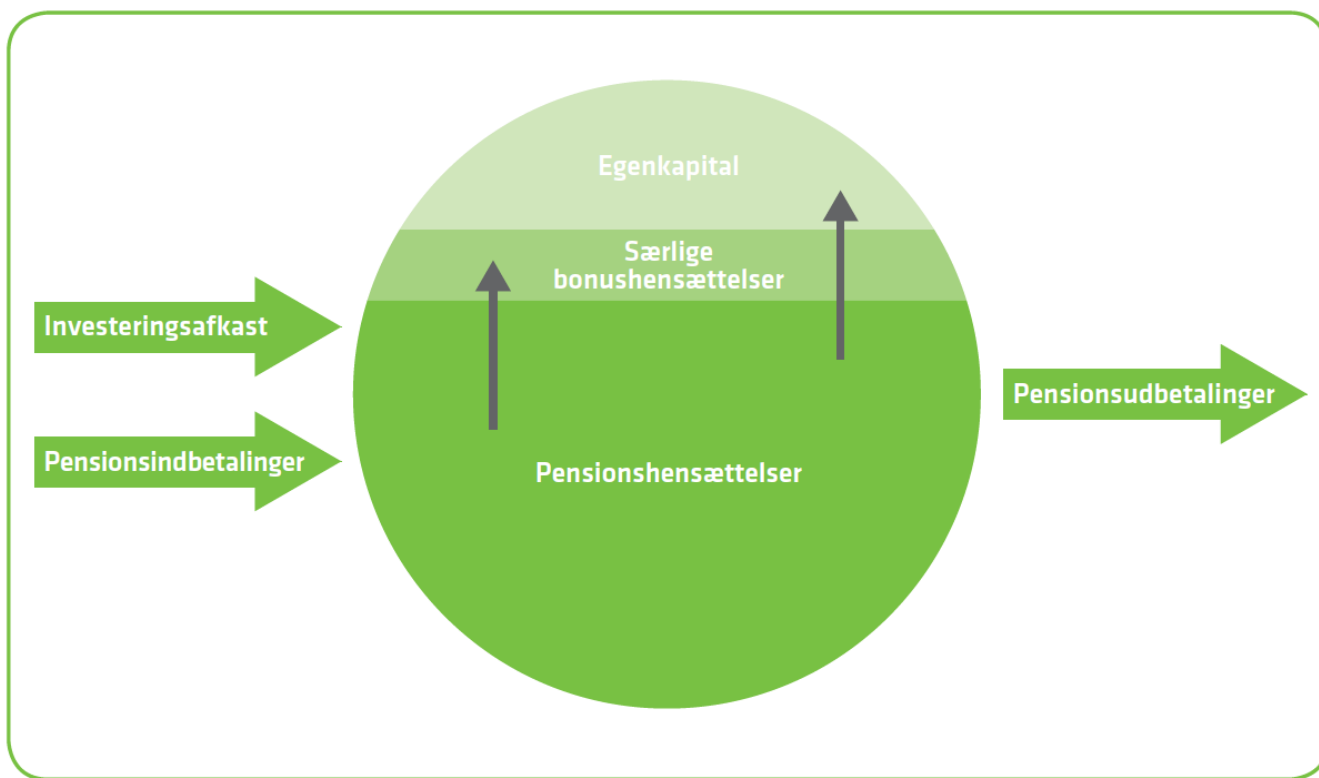 Egenkapital
Særlige
bonushensættelser
Investeringsafkast
Pensionsudbetalinger
Pensionsindbetalinger
Pensionshensættelser